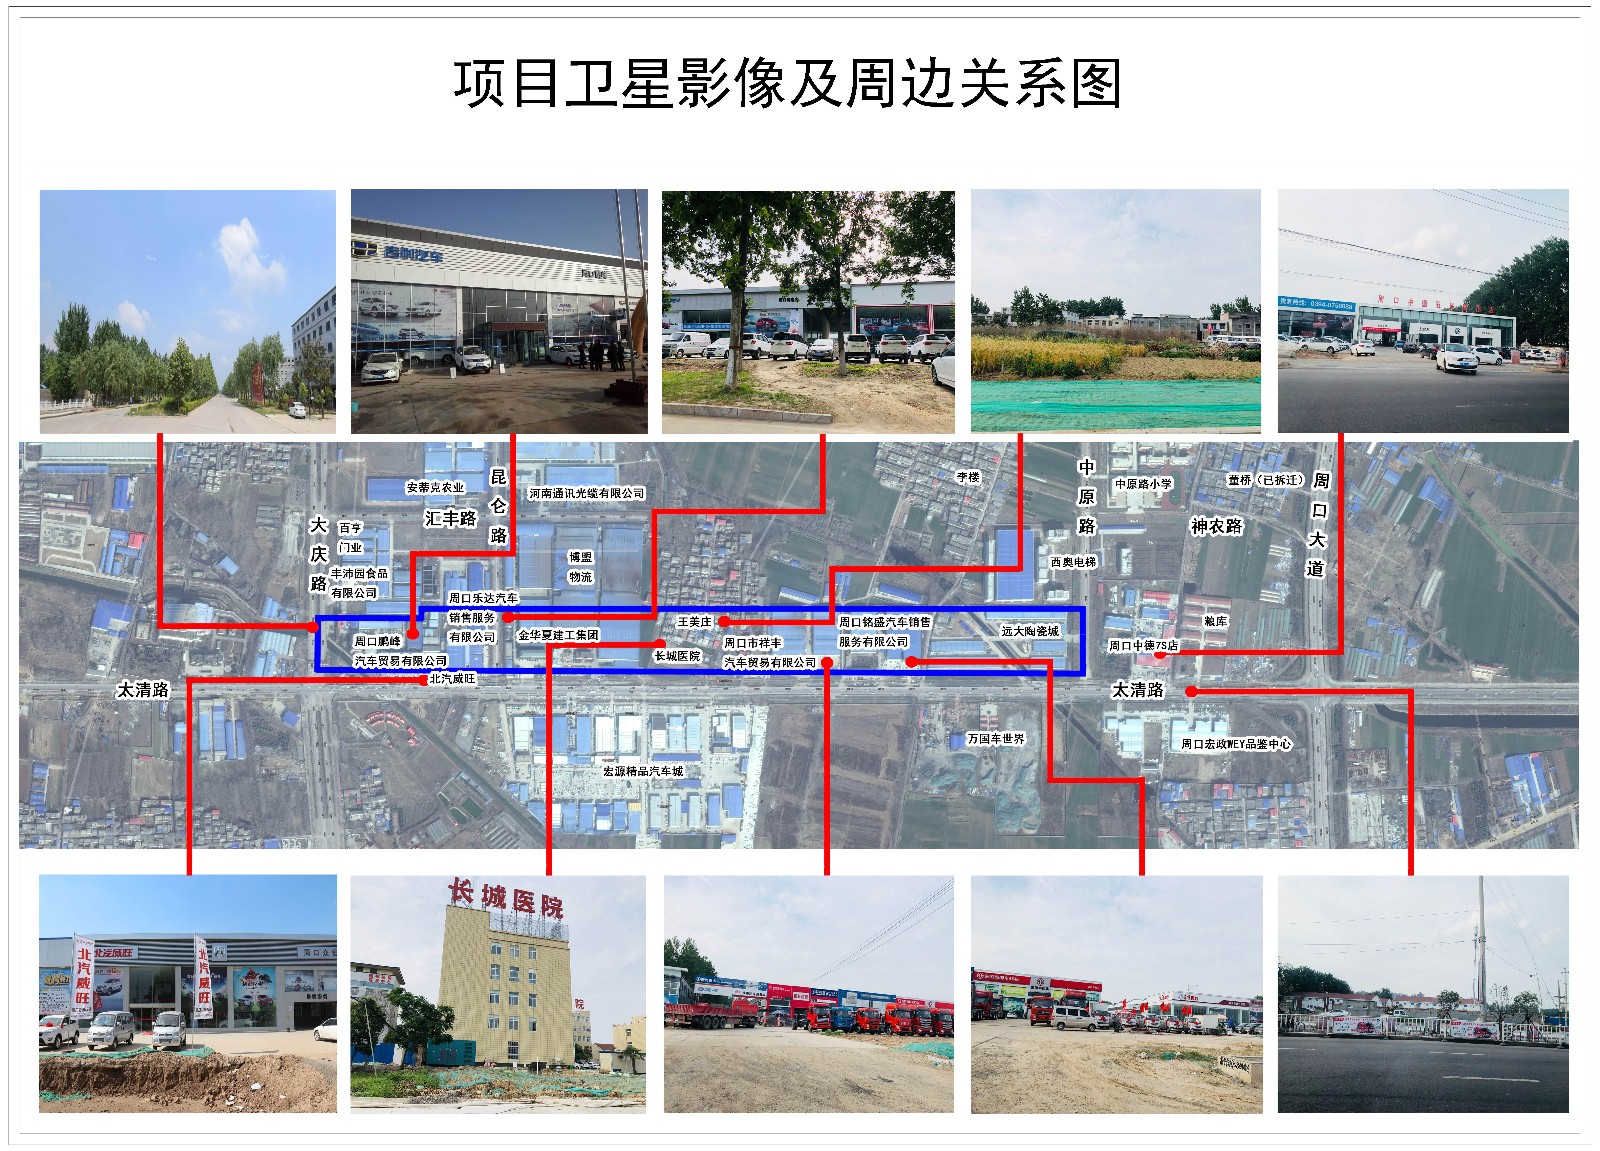 项目卫星影像及周边关系图
吉利汽车
贵宾热线：0394-8758888
安蒂克农业
昆仑路
河南通讯光缆有限公司
李楼
中原路
中原路小学
董桥（已拆迁）
周口大道
大庆路
百亨
门业
汇丰路
神农路
博盟
物流
西奥电梯
丰沛园食品
有限公司
周口乐达汽车
销售服务
有限公司
周口鹏峰
汽车贸易有限公司
金华夏建工集团
王美庄
长城医院
周口市祥丰
汽车贸易有限公司
周口铭盛汽车销售
服务有限公司
远大陶瓷城
粮库
周口中德7S店
北汽威旺
太清路
太清路
万国车世界
周口宏政WEY品鉴中心
宏源精品汽车城
北汽威旺
北汽威旺
北汽威旺
长城医院
院